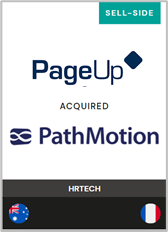 SELL-SIDE
PageUp
ACQUIRED
PathMotion
HRTECH